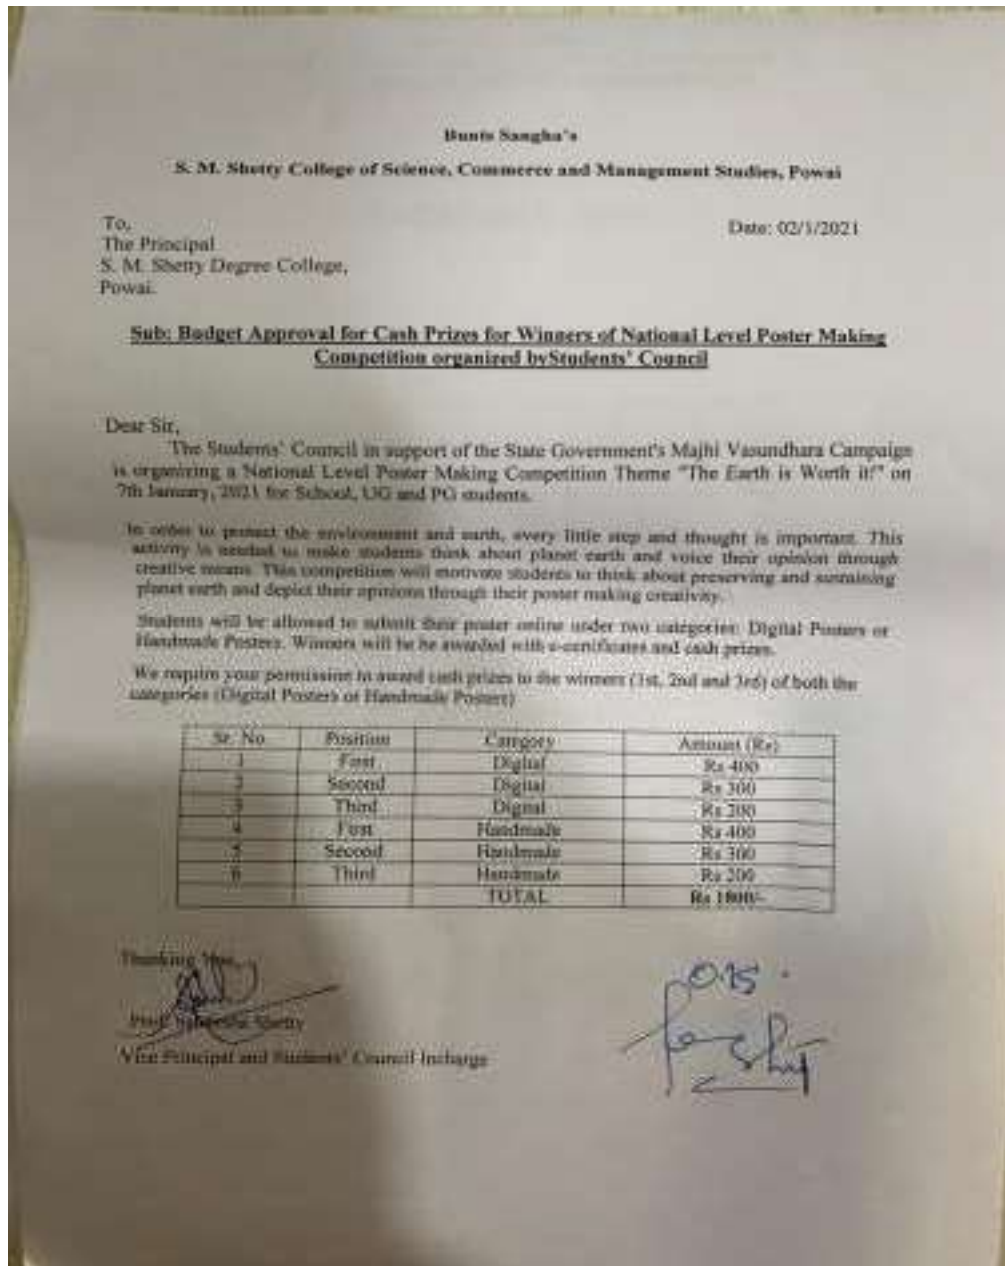 Bunts Sangha's
S. M. Shetty College of Science, Commerce and Management Studies, Powai
To,
Date: 02/1/2021
The Principal
S. M. Shetty Degree College,
Powai.
Sub: Budget Approval for Cash Prizes for Winners of National Level Poster Making
Competition organized byStudents' Council
Dear Sir,
The Students' Council in support of the State Government's Majhi Vasundhara Campaign
is organizing a National Level Poster Making Competition Theme "The Earth is Worth it!" on
7th January, 2021 for School, UG and PG students.
In order to protect the environment and earth, every little step and thought is important. This
activity is needed to make students think about planet earth and voice their opinion through
creative means. This competition will motivate students to think about preserving and sustaining
planet earth and depict their opinions through their poster making creativity.
Students will be allowed to submit their poster online under two categories: Digital Posters or
Handmade Posters. Winners will be be awarded with e-certificates and cash prizes.
We require your permission to award cash prizes to the winners (1st, 2nd and 3rd) of both the
categories (Digital Posters or Handmade Posters)
Sr. No Position Category Amount (Rs)
1 First Digital Rs 400
2 Second Digital Rs 300
3 Third Digital Rs 200
4 First Handmade Rs 400
5 Second Handmade Rs 300
6 Third Handmade Rs 200
TOTAL Rs 1800/-
Thanking You,
Shetty
Vice Principal and Students' Council Incharge